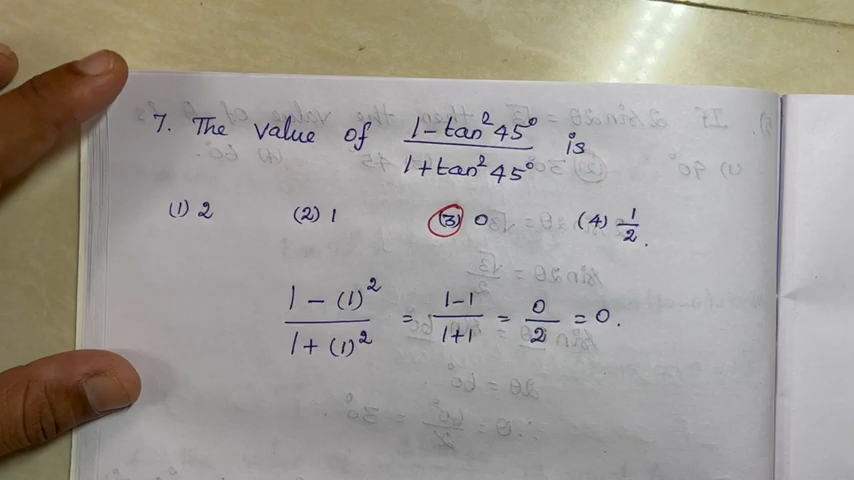 7. The value of (1-tan²45°)/(1+tan²45°) is
(1) 2 (2) 1 (3) 0 (4) 1/2.
(1-(1)²)/(1+(1)²) = (1-1)/(1+1) = 0/2 = 0.